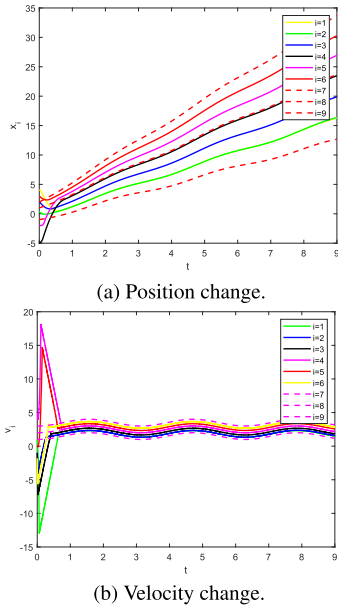 35
30
25
20
15
10
5
0
-5
-10
x_i
0 1 2 3 4 5 6 7 8 9
t
i=1
i=2
i=3
i=4
i=5
i=6
i=7
i=8
i=9
(a) Position change.
20
15
10
5
0
-5
-10
-15
v_i
0 1 2 3 4 5 6 7 8 9
t
i=1
i=2
i=3
i=4
i=5
i=6
i=7
i=8
i=9
(b) Velocity change.